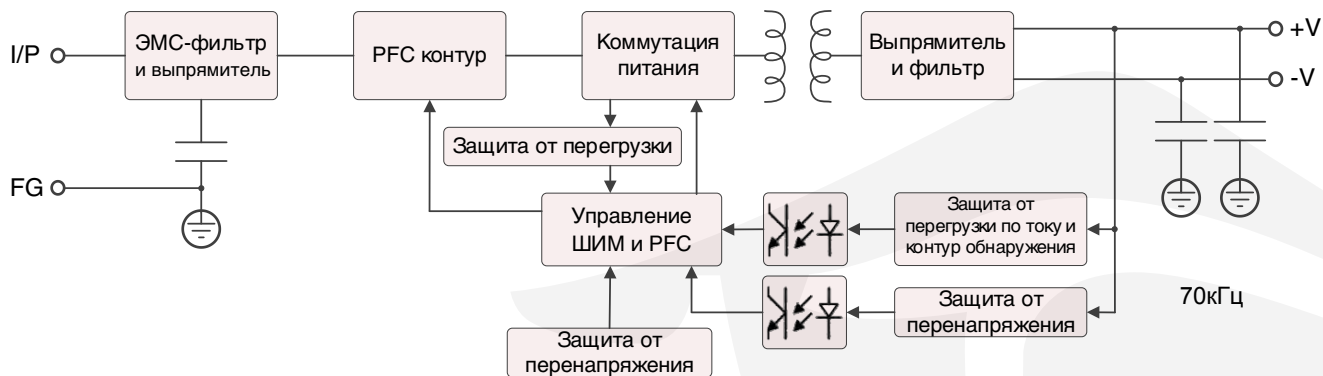 I/P
ЭМС-фильтр
и выпрямитель
PFC контур
Коммутация
питания
Выпрямитель
и фильтр
+V
-V
Защита от перегрузки
FG
Управление
ШИМ и PFC
Защита от
перегрузки по току и
контур обнаружения
Защита от
перенапряжения
70кГц
Защита от
перенапряжения